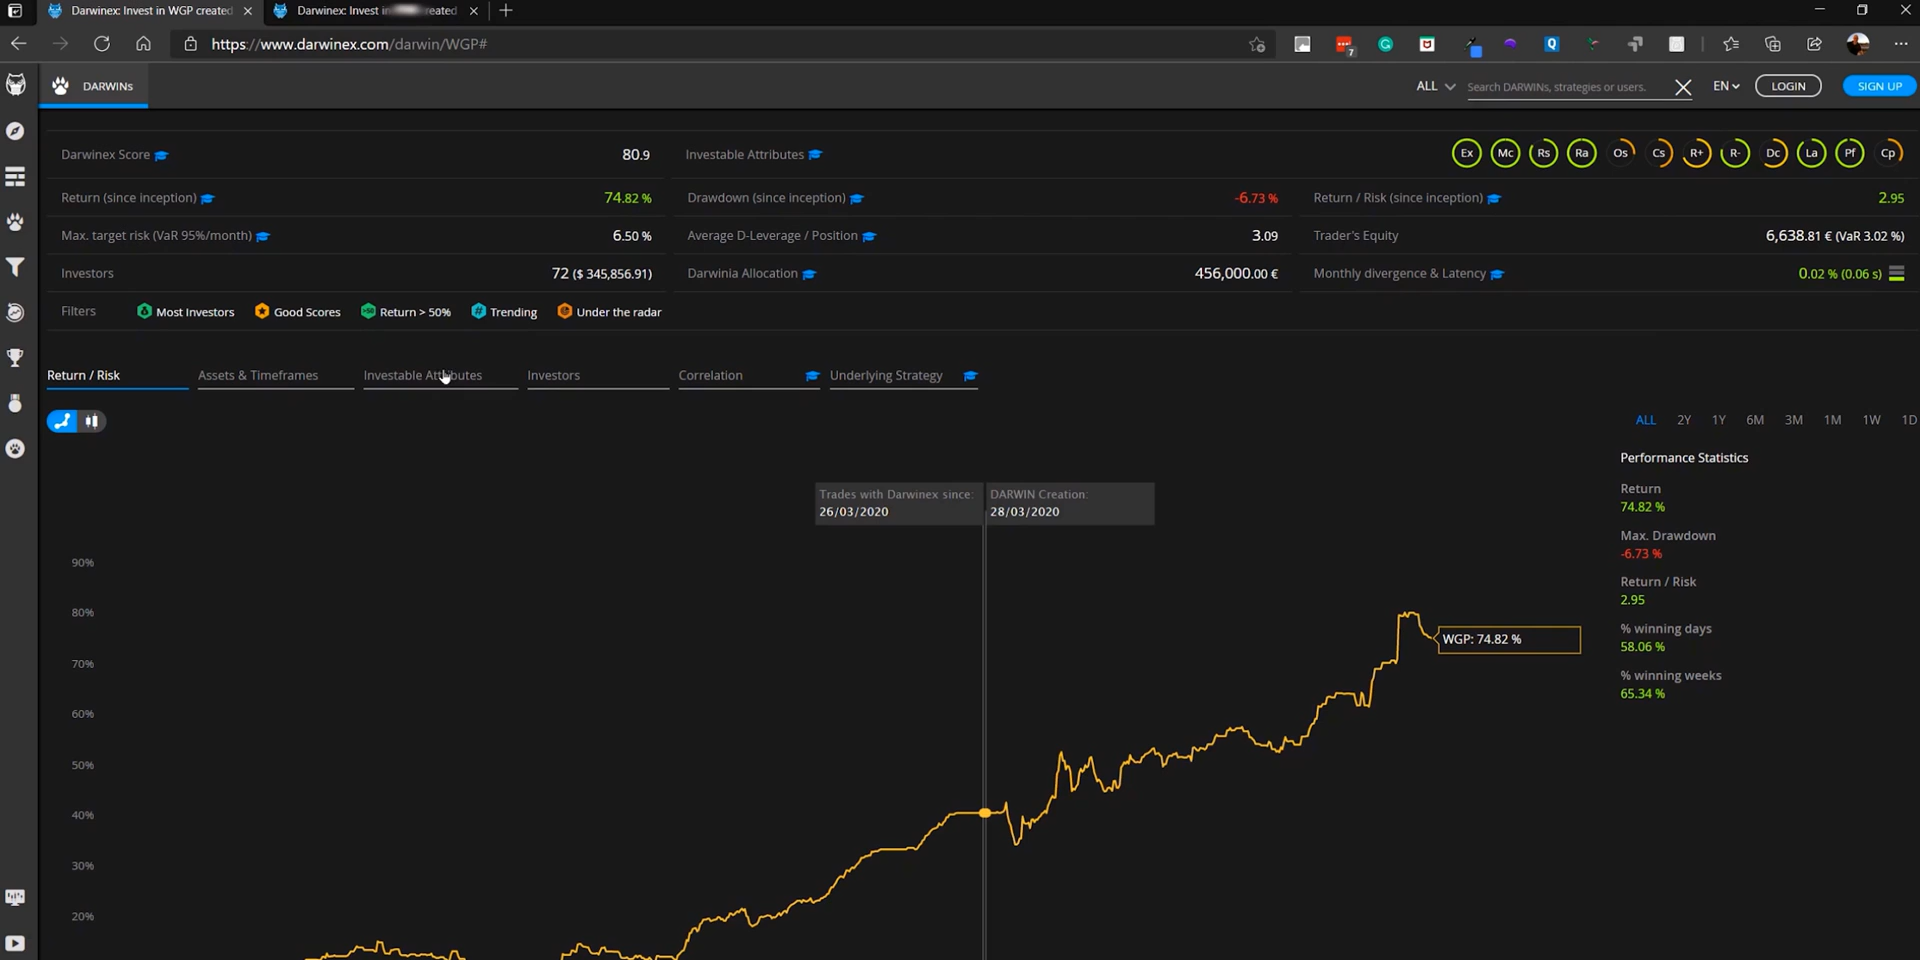 Darwinex: Invest in WGP created
Darwinex: Invest in created
https://www.darwinex.com/darwin/WGP#
7
Q
DARWINs
ALL
Search DARWINs, strategies or users.
EN
LOGIN
SIGN UP
Darwinex Score 80.9
Investable Attributes
Ex Mc Rs Ra Os Cs R+ R- Dc La Pf Cp
Return (since inception) 74.82 %
Drawdown (since inception) -6.73 %
Return / Risk (since inception) 2.95
Max. target risk (VaR 95%/month) 6.50 %
Average D-Leverage / Position 3.09
Trader's Equity 6,638.81 € (VaR 3.02 %)
Investors 72 ($ 345,856.91)
Darwinia Allocation 456,000.00 €
Monthly divergence & Latency 0.02 % (0.06 s)
Filters Most Investors Good Scores Return > 50% Trending Under the radar
Return / Risk Assets & Timeframes Investable Attributes Investors Correlation Underlying Strategy
ALL 2Y 1Y 6M 3M 1M 1W 1D
Performance Statistics
Return
74.82 %
Max. Drawdown
-6.73 %
Return / Risk
2.95
% winning days
58.06 %
% winning weeks
65.34 %
Trades with Darwinex since:
26/03/2020
DARWIN Creation:
28/03/2020
90%
80%
70%
60%
50%
40%
30%
20%
WGP: 74.82 %